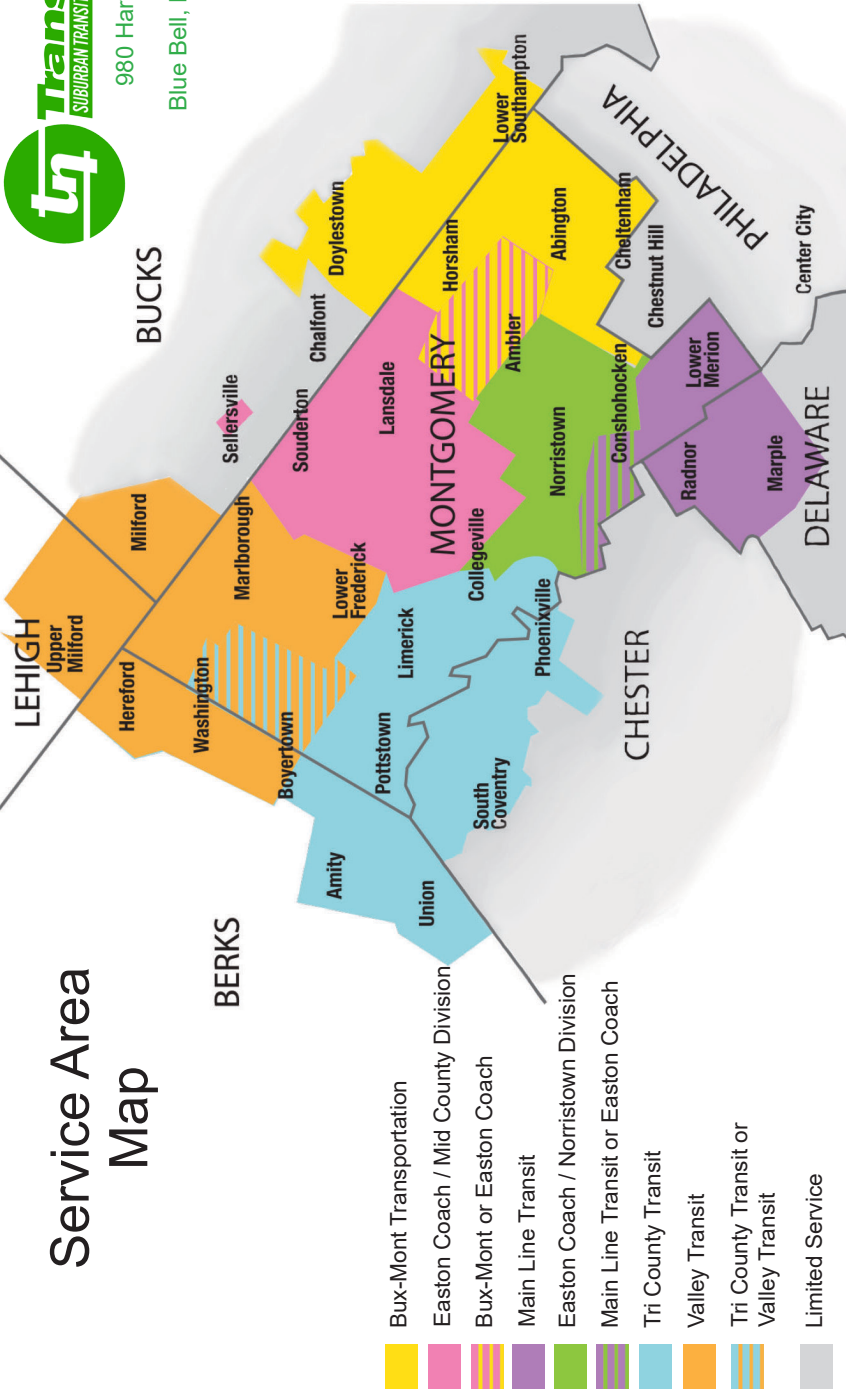 Service Area
Map
tn
Trans
SUBURBAN TRANSIT
980 Har
Blue Bell,
LEHIGH
BERKS
BUCKS
MONTGOMERY
CHESTER
DELAWARE
PHILADELPHIA
Upper
Milford
Milford
Hereford
Washington
Marlborough
Sellersville
Boyertown
Lower
Frederick
Souderton
Chalfont
Doylestown
Amity
Pottstown
Limerick
Lansdale
Union
South
Coventry
Phoenixville
Collegeville
Norristown
Ambler
Horsham
Abington
Lower
Southampton
Conshohocken
Cheltenham
Chestnut Hill
Radnor
Lower
Merion
Marple
Center City
Bux-Mont Transportation
Easton Coach / Mid County Division
Bux-Mont or Easton Coach
Main Line Transit
Easton Coach / Norristown Division
Main Line Transit or Easton Coach
Tri County Transit
Valley Transit
Tri County Transit or
Valley Transit
Limited Service